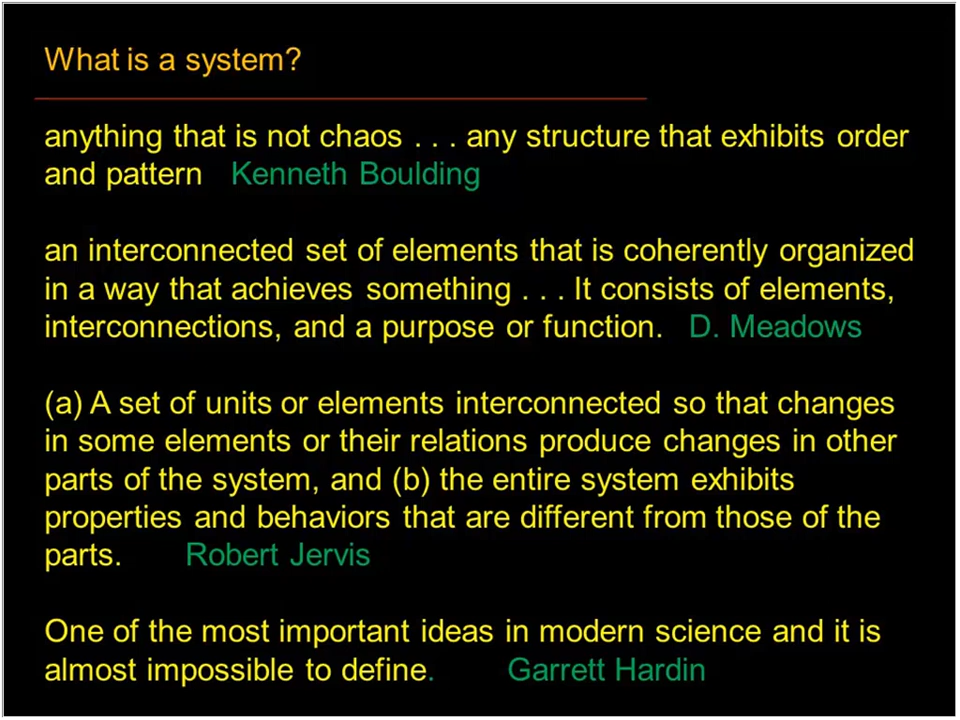 What is a system?
anything that is not chaos . . . any structure that exhibits order
and pattern Kenneth Boulding
an interconnected set of elements that is coherently organized
in a way that achieves something . . . It consists of elements,
interconnections, and a purpose or function. D. Meadows
(a) A set of units or elements interconnected so that changes
in some elements or their relations produce changes in other
parts of the system, and (b) the entire system exhibits
properties and behaviors that are different from those of the
parts. Robert Jervis
One of the most important ideas in modern science and it is
almost impossible to define. Garrett Hardin